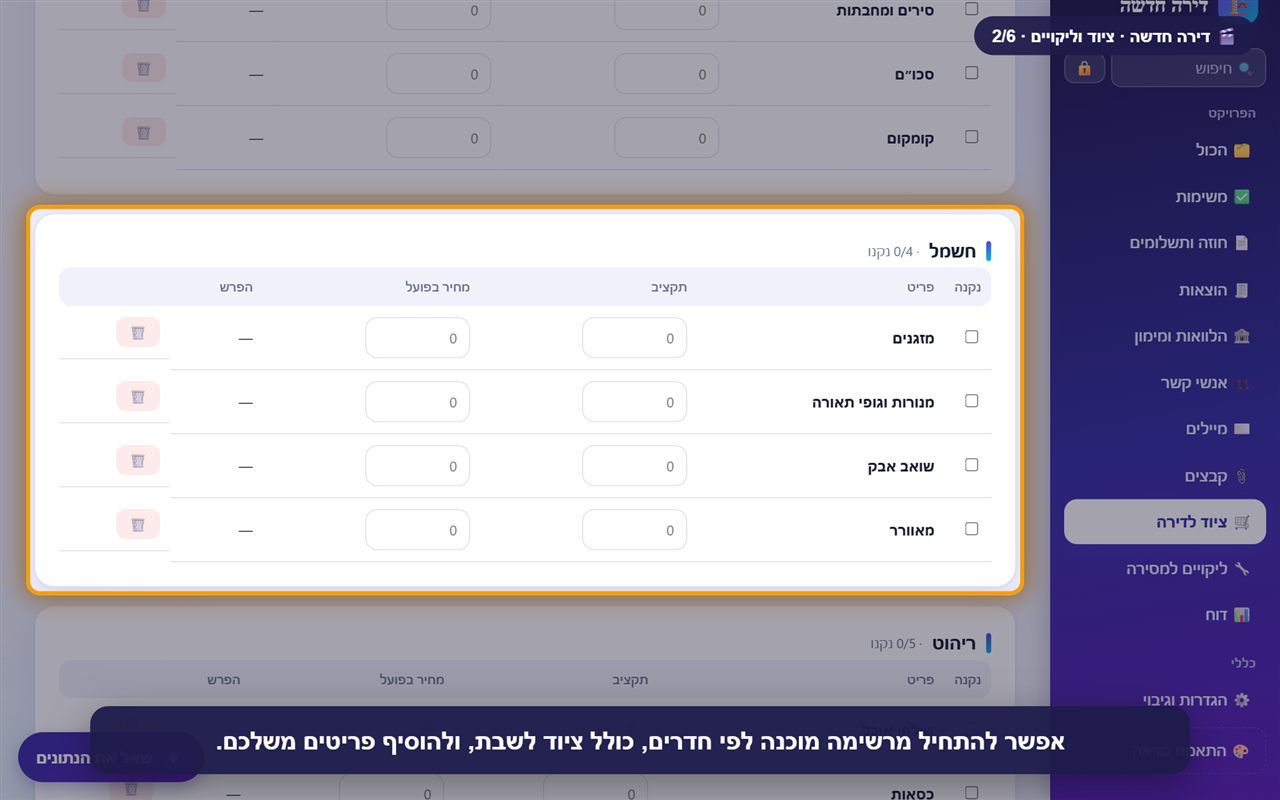 דירה חדשה
🎬 דירה חדשה · ציוד וליקויים · 2/6
🔍 חיפוש
הפרויקט
הכול
משימות
חוזה ותשלומים
הוצאות
הלוואות ומימון
אנשי קשר
מיילים
קבצים
ציוד לדירה
ליקויים למסירה
דוח
כללי
הגדרות וגיבוי
סירים ומחבתות 0 0 —
סכו״ם 0 0 —
קומקום 0 0 —
חשמל · 0/4 נקנו
נקנה פריט תקציב מחיר בפועל הפרש
מזגנים 0 0 —
מנורות וגופי תאורה 0 0 —
שואב אבק 0 0 —
מאוורר 0 0 —
ריהוט · 0/5 נקנו
נקנה פריט תקציב מחיר בפועל הפרש
אפשר להתחיל מרשימה מוכנה לפי חדרים, כולל ציוד לשבת, ולהוסיף פריטים משלכם.
התאמת מראה
שאל את הנתונים
כסאות 0 0 —